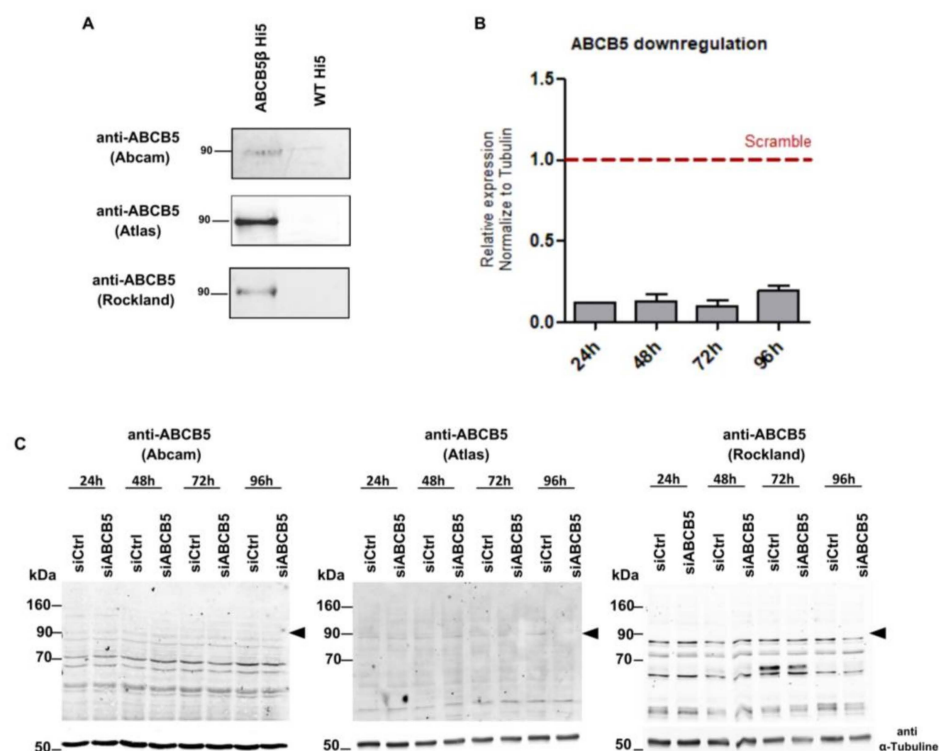 A
ABCB5β Hi5
WT Hi5
anti-ABCB5
(Abcam)
90
anti-ABCB5
(Atlas)
90
anti-ABCB5
(Rockland)
90
B
ABCB5 downregulation
Relative expression
Normalize to Tubulin
1.5
1.0
0.5
0.0
Scramble
24h
48h
72h
96h
C
anti-ABCB5
(Abcam)
24h 48h 72h 96h
siCtrl
siABCB5
siCtrl
siABCB5
siCtrl
siABCB5
siCtrl
siABCB5
kDa
160
90
70
50
anti-ABCB5
(Atlas)
24h 48h 72h 96h
siCtrl
siABCB5
siCtrl
siABCB5
siCtrl
siABCB5
siCtrl
siABCB5
kDa
160
90
70
50
anti-ABCB5
(Rockland)
24h 48h 72h 96h
siCtrl
siABCB5
siCtrl
siABCB5
siCtrl
siABCB5
siCtrl
siABCB5
kDa
160
90
70
50
anti
α-Tubuline